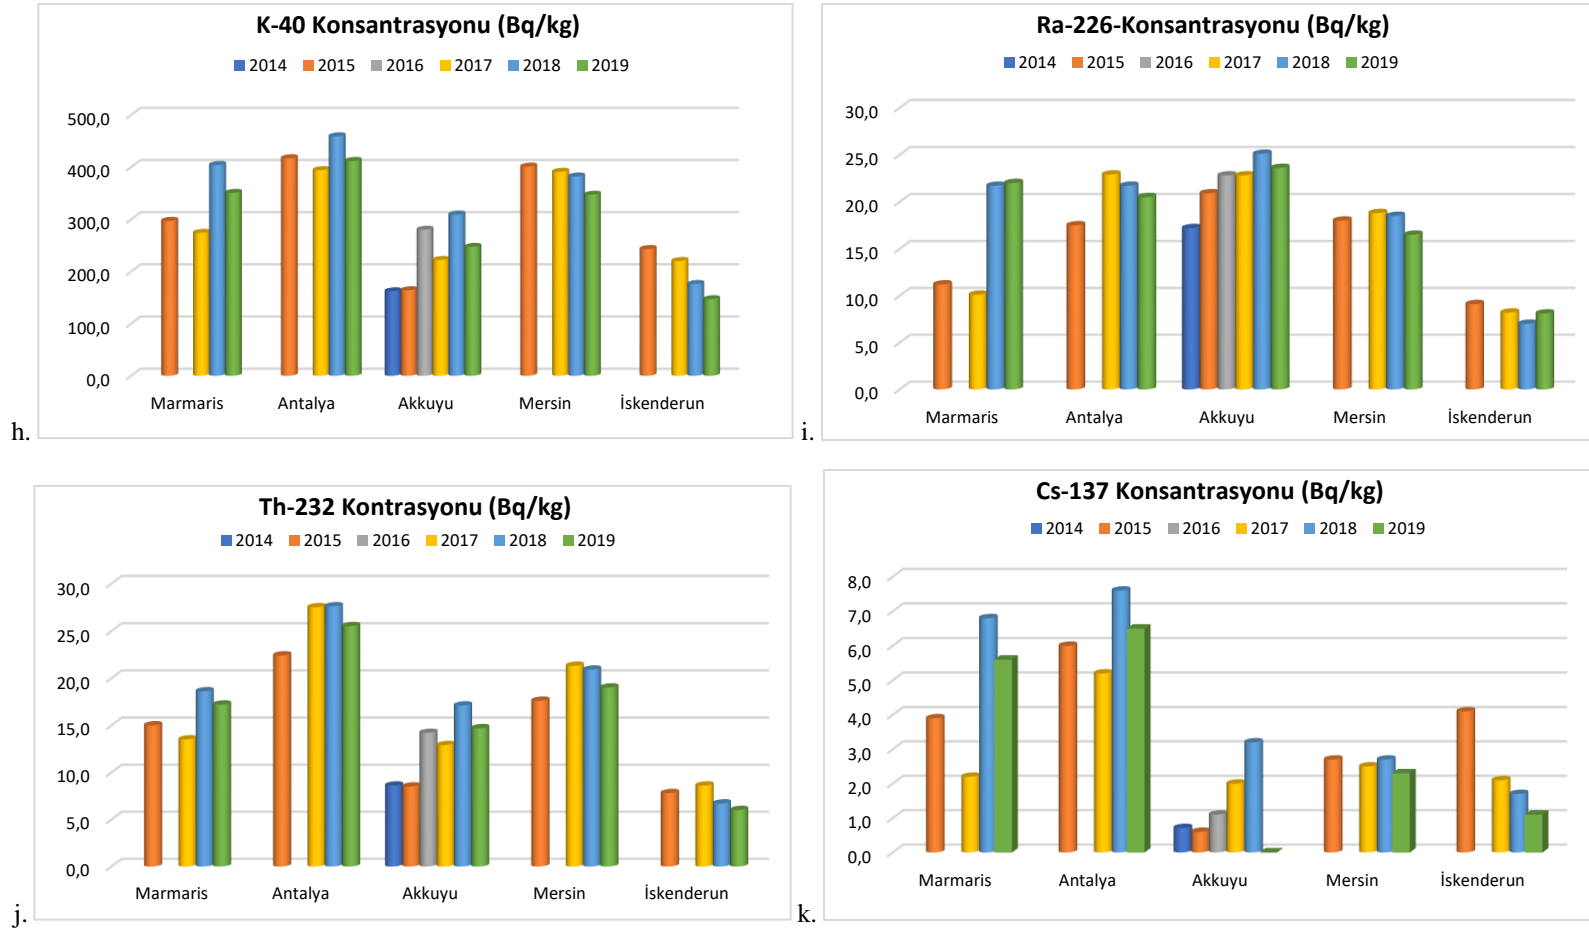 K-40 Konsantrasyonu (Bq/kg)
2014 2015 2016 2017 2018 2019
500,0
400,0
300,0
200,0
100,0
0,0
Marmaris Antalya Akkuyu Mersin İskenderun
h.
Ra-226-Konsantrasyonu (Bq/kg)
2014 2015 2016 2017 2018 2019
30,0
25,0
20,0
15,0
10,0
5,0
0,0
Marmaris Antalya Akkuyu Mersin İskenderun
i.
Th-232 Kontrasyonu (Bq/kg)
2014 2015 2016 2017 2018 2019
30,0
25,0
20,0
15,0
10,0
5,0
0,0
Marmaris Antalya Akkuyu Mersin İskenderun
j.
Cs-137 Konsantrasyonu (Bq/kg)
2014 2015 2016 2017 2018 2019
8,0
7,0
6,0
5,0
4,0
3,0
2,0
1,0
0,0
Marmaris Antalya Akkuyu Mersin İskenderun
k.